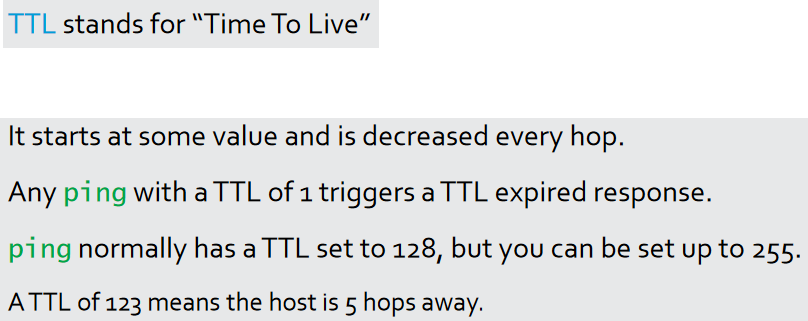 TTL stands for “Time To Live”
It starts at some value and is decreased every hop.
Any ping with a TTL of 1 triggers a TTL expired response.
ping normally has a TTL set to 128, but you can be set up to 255.
A TTL of 123 means the host is 5 hops away.